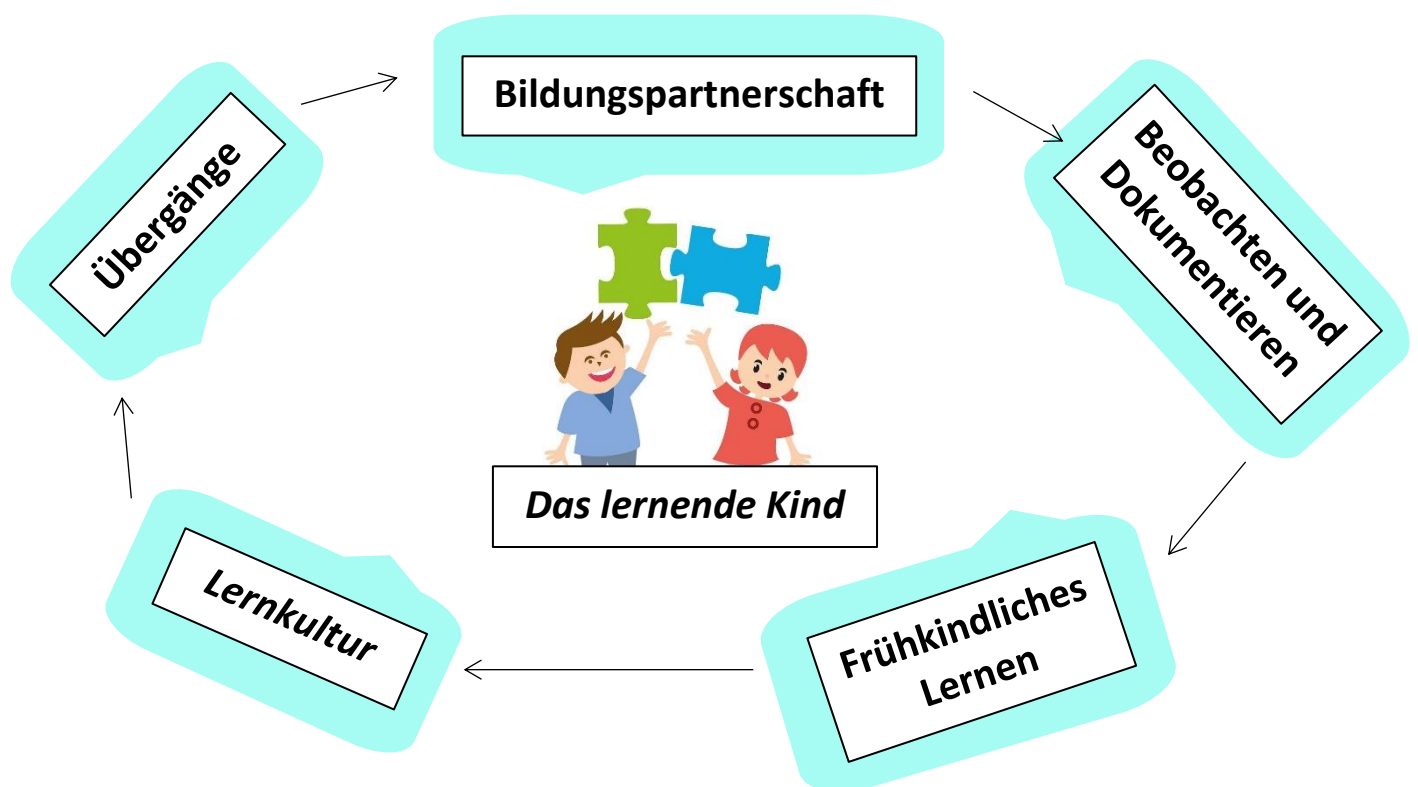 Bildungspartnerschaft
Beobachten und
Dokumentieren
Frühkindliches
Lernen
Lernkultur
Übergänge
Das lernende Kind